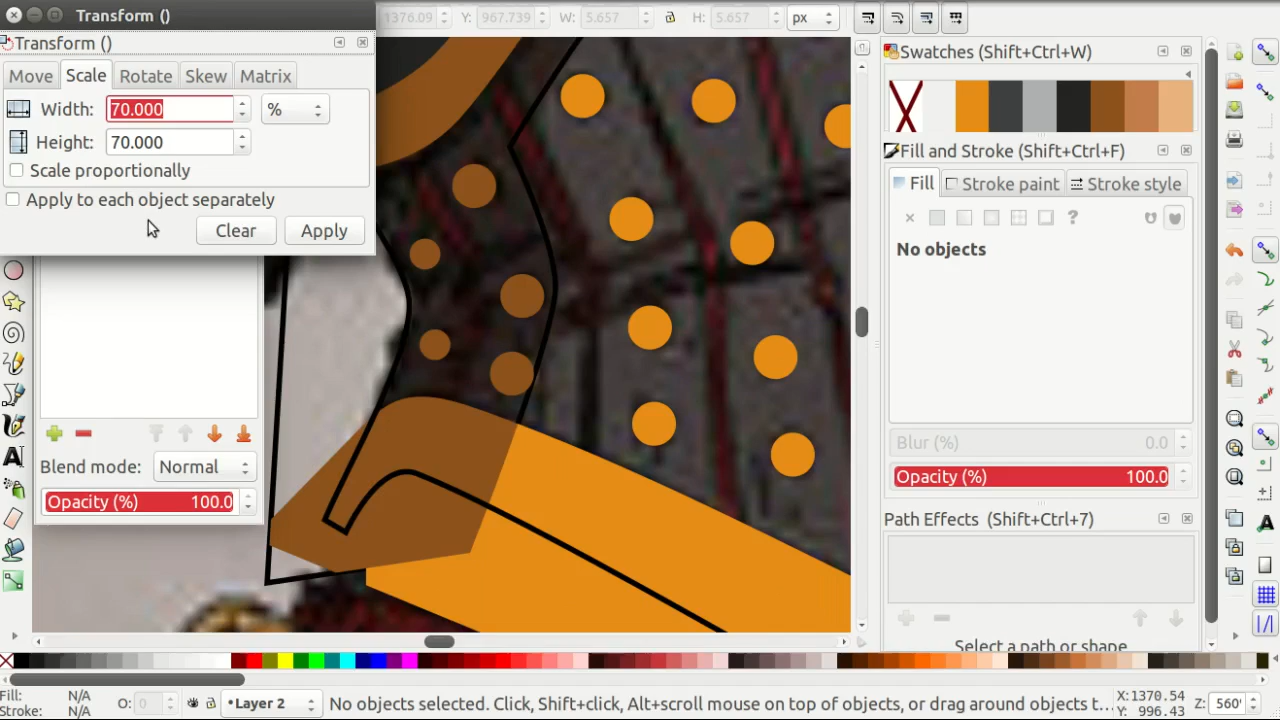 Transform ()
1376.09 Y: 967.739 W: 5.657 H: 5.657 px
Transform ()
Move Scale Rotate Skew Matrix
Width: 70.000 %
Height: 70.000
Scale proportionally
Apply to each object separately
Clear Apply
Blend mode: Normal
Opacity (%) 100.0
Swatches (Shift+Ctrl+W)
Fill and Stroke (Shift+Ctrl+F)
Fill Stroke paint Stroke style
?
No objects
Blur (%) 0.0
Opacity (%) 100.0
Path Effects (Shift+Ctrl+7)
Select a path or shape
Fill: N/A
Stroke: N/A
O: 0
•Layer 2
No objects selected. Click, Shift+click, Alt+scroll mouse on top of objects, or drag around objects t...
X:1370.54
Y: 996.43
Z: 560